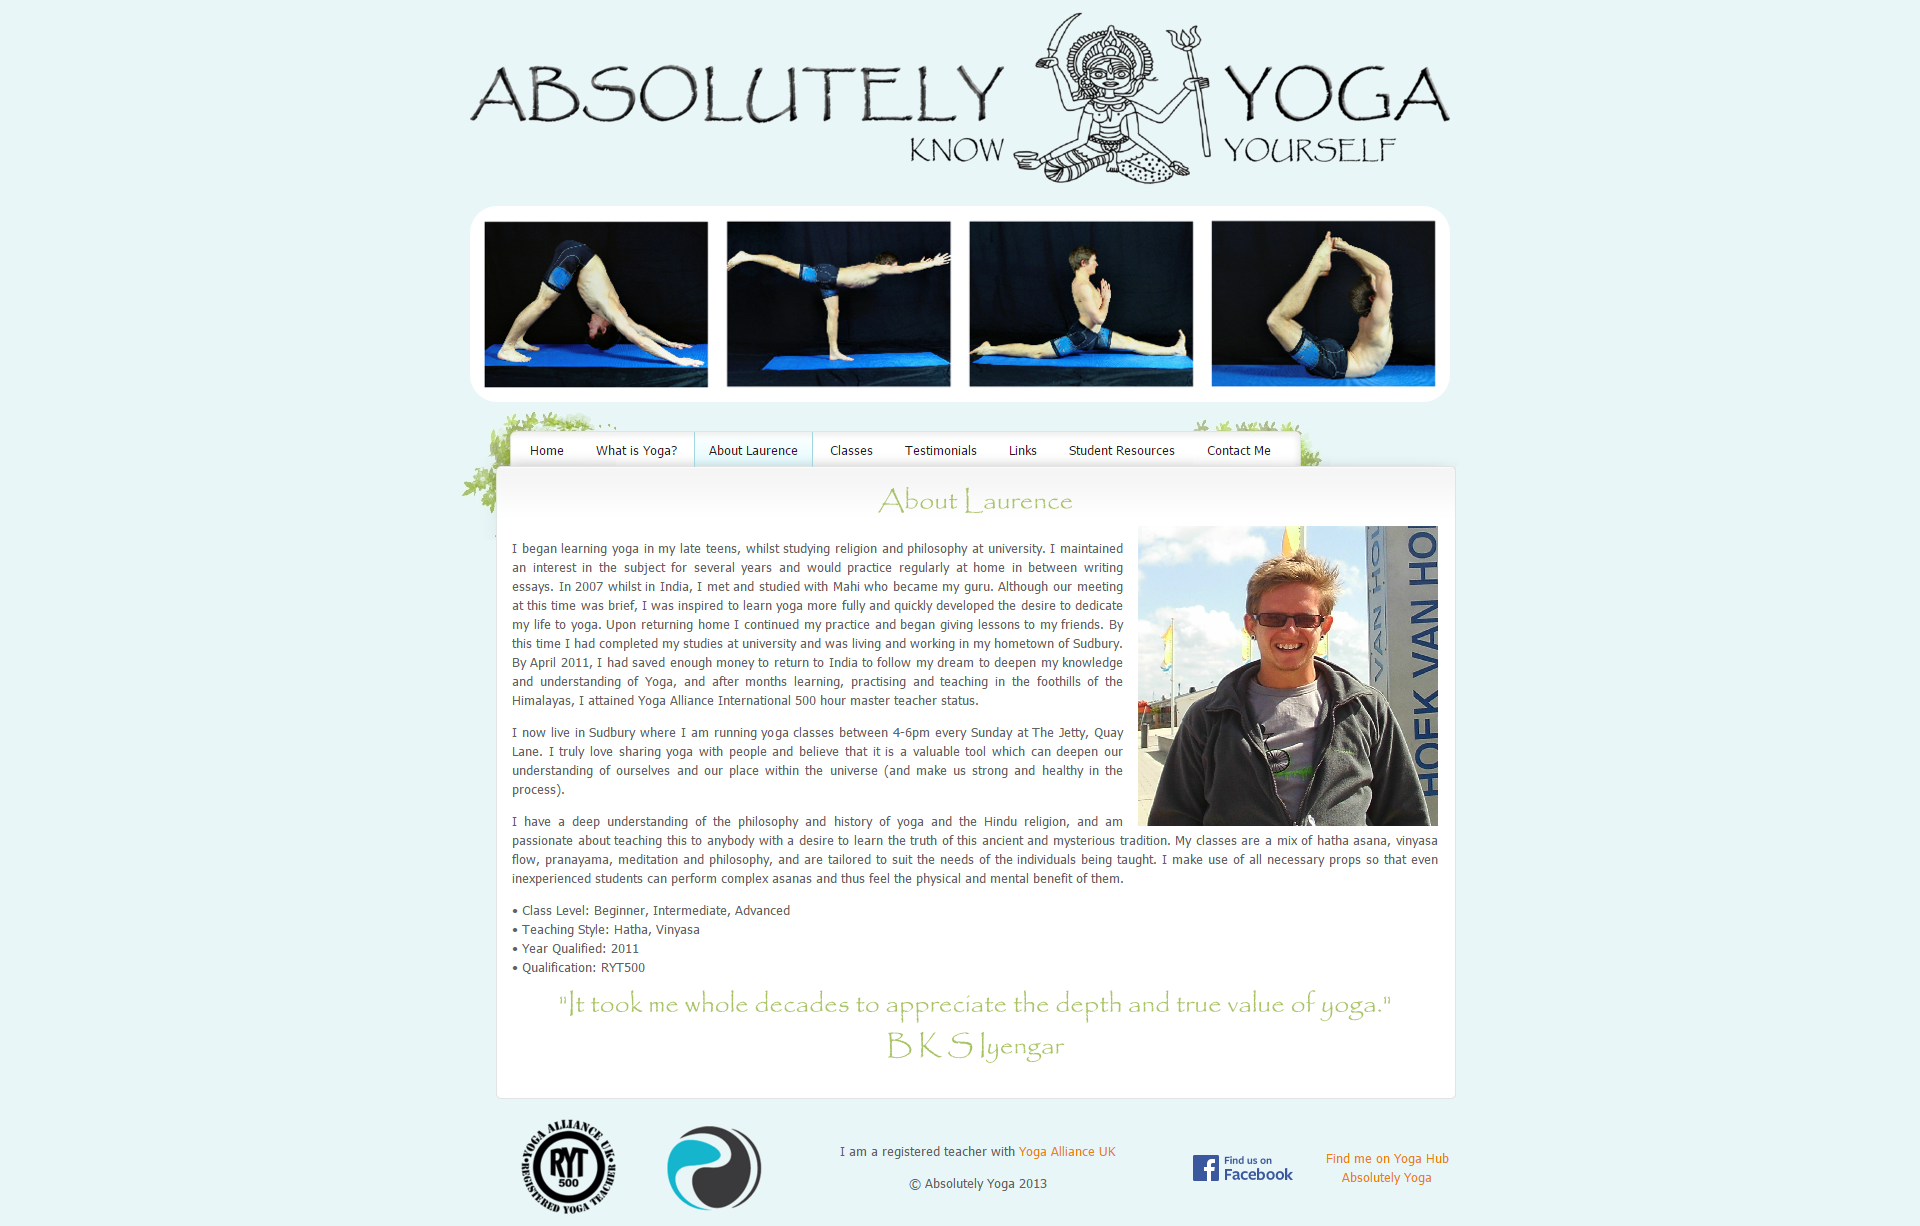 ABSOLUTELY YOGA
KNOW YOURSELF
Home What is Yoga? About Laurence Classes Testimonials Links Student Resources Contact Me
About Laurence
I began learning yoga in my late teens, whilst studying religion and philosophy at university. I maintained
an interest in the subject for several years and would practice regularly at home in between writing
essays. In 2007 whilst in India, I met and studied with Mahi who became my guru. Although our meeting
at this time was brief, I was inspired to learn yoga more fully and quickly developed the desire to dedicate
my life to yoga. Upon returning home I continued my practice and began giving lessons to my friends. By
this time I had completed my studies at university and was living and working in my hometown of Sudbury.
By April 2011, I had saved enough money to return to India to follow my dream to deepen my knowledge
and understanding of Yoga, and after months learning, practising and teaching in the foothills of the
Himalayas, I attained Yoga Alliance International 500 hour master teacher status.
VAN HOE
HOEK VAN HO
I now live in Sudbury where I am running yoga classes between 4-6pm every Sunday at The Jetty, Quay
Lane. I truly love sharing yoga with people and believe that it is a valuable tool which can deepen our
understanding of ourselves and our place within the universe (and make us strong and healthy in the
process).
I have a deep understanding of the philosophy and history of yoga and the Hindu religion, and am
passionate about teaching this to anybody with a desire to learn the truth of this ancient and mysterious tradition. My classes are a mix of hatha asana, vinyasa
flow, pranayama, meditation and philosophy, and are tailored to suit the needs of the individuals being taught. I make use of all necessary props so that even
inexperienced students can perform complex asanas and thus feel the physical and mental benefit of them.
• Class Level: Beginner, Intermediate, Advanced
• Teaching Style: Hatha, Vinyasa
• Year Qualified: 2011
• Qualification: RYT500
"It took me whole decades to appreciate the depth and true value of yoga."
B K S Iyengar
•YOGA ALLIANCE UK•
RYT
500
REGISTERED YOGA TEACHER
I am a registered teacher with Yoga Alliance UK
© Absolutely Yoga 2013
Find us on
Facebook
Find me on Yoga Hub
Absolutely Yoga